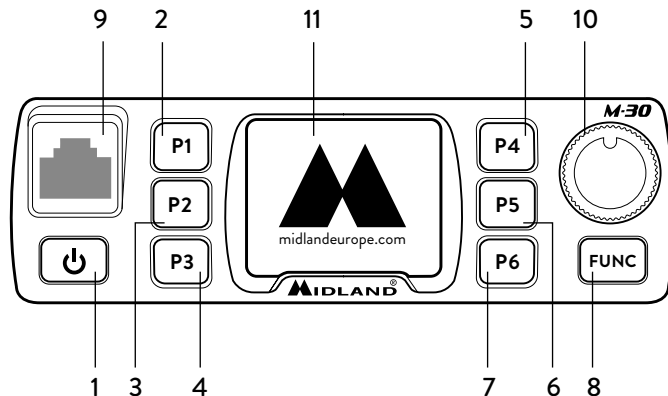 9 2 11 5 10
M-30
P1 P4
P2 P5
midlandeurope.com
P3 P6 FUNC
MIDLAND®
1 3 4 7 6 8